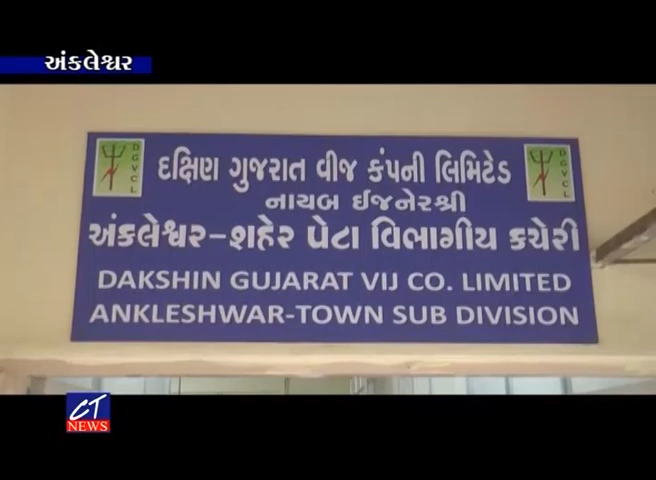 અંકલેશ્વર
દક્ષિણ ગુજરાત વીજ કંપની લિમિટેડ
DGVCL
DGVCL
નાયબ ઈજનેરશ્રી
અંકલેશ્વર-શહેર પેટા વિભાગીય કચેરી
DAKSHIN GUJARAT VIJ CO. LIMITED
ANKLESHWAR-TOWN SUB DIVISION
CT
NEWS